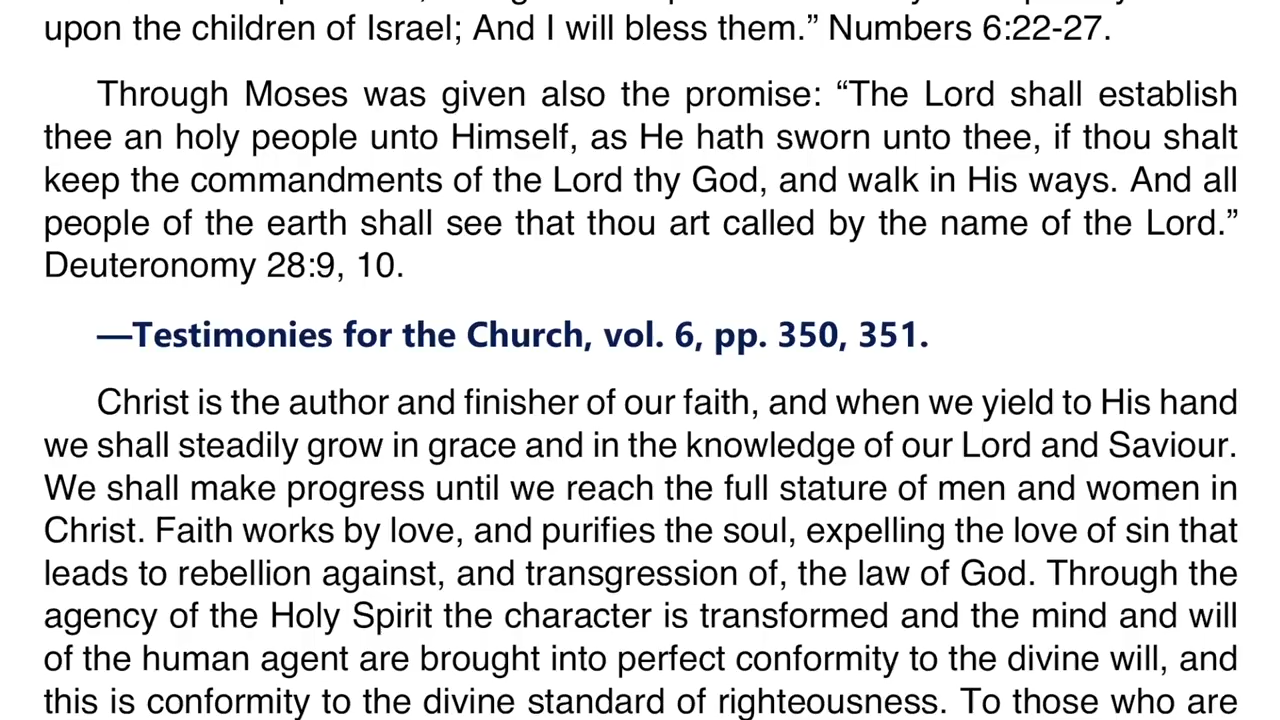 upon the children of Israel; And I will bless them.” Numbers 6:22-27.
Through Moses was given also the promise: “The Lord shall establish
thee an holy people unto Himself, as He hath sworn unto thee, if thou shalt
keep the commandments of the Lord thy God, and walk in His ways. And all
people of the earth shall see that thou art called by the name of the Lord.”
Deuteronomy 28:9, 10.
—Testimonies for the Church, vol. 6, pp. 350, 351.
Christ is the author and finisher of our faith, and when we yield to His hand
we shall steadily grow in grace and in the knowledge of our Lord and Saviour.
We shall make progress until we reach the full stature of men and women in
Christ. Faith works by love, and purifies the soul, expelling the love of sin that
leads to rebellion against, and transgression of, the law of God. Through the
agency of the Holy Spirit the character is transformed and the mind and will
of the human agent are brought into perfect conformity to the divine will, and
this is conformity to the divine standard of righteousness. To those who are